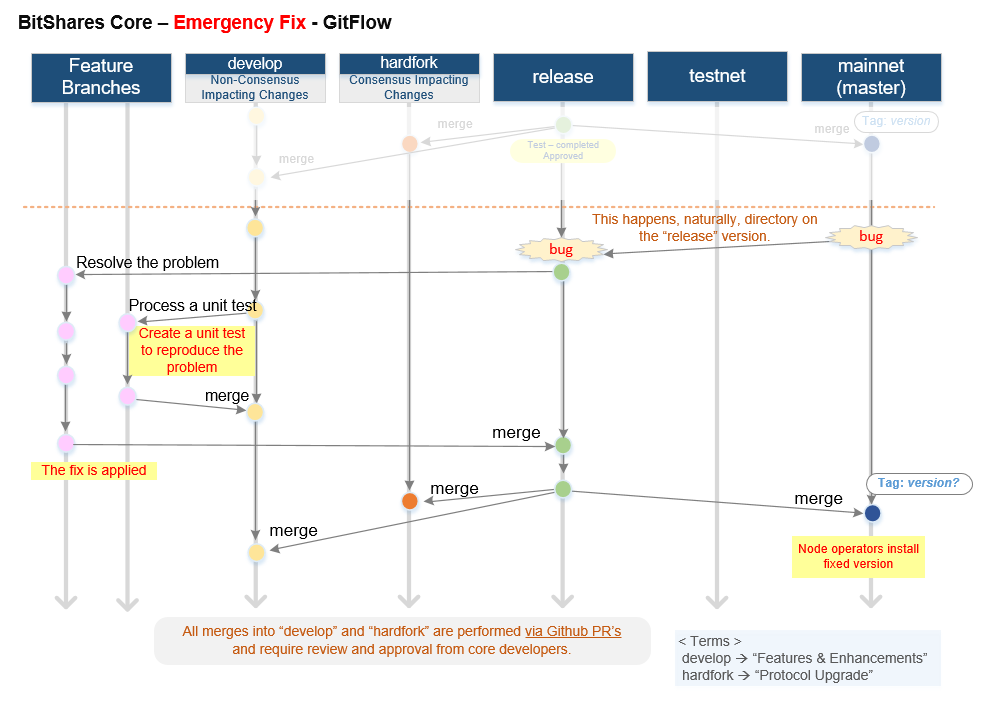 BitShares Core – Emergency Fix - GitFlow
Feature
Branches
develop
Non-Consensus
Impacting Changes
hardfork
Consensus Impacting
Changes
release
testnet
mainnet
(master)
Tag: version
merge
merge
merge
Test – completed
Approved
This happens, naturally, directory on
the “release” version.
bug
bug
Resolve the problem
Process a unit test
Create a unit test
to reproduce the
problem
merge
merge
The fix is applied
merge
Tag: version?
merge
merge
Node operators install
fixed version
All merges into “develop” and “hardfork” are performed via Github PR’s
and require review and approval from core developers.
< Terms >
develop → “Features & Enhancements”
hardfork → “Protocol Upgrade”